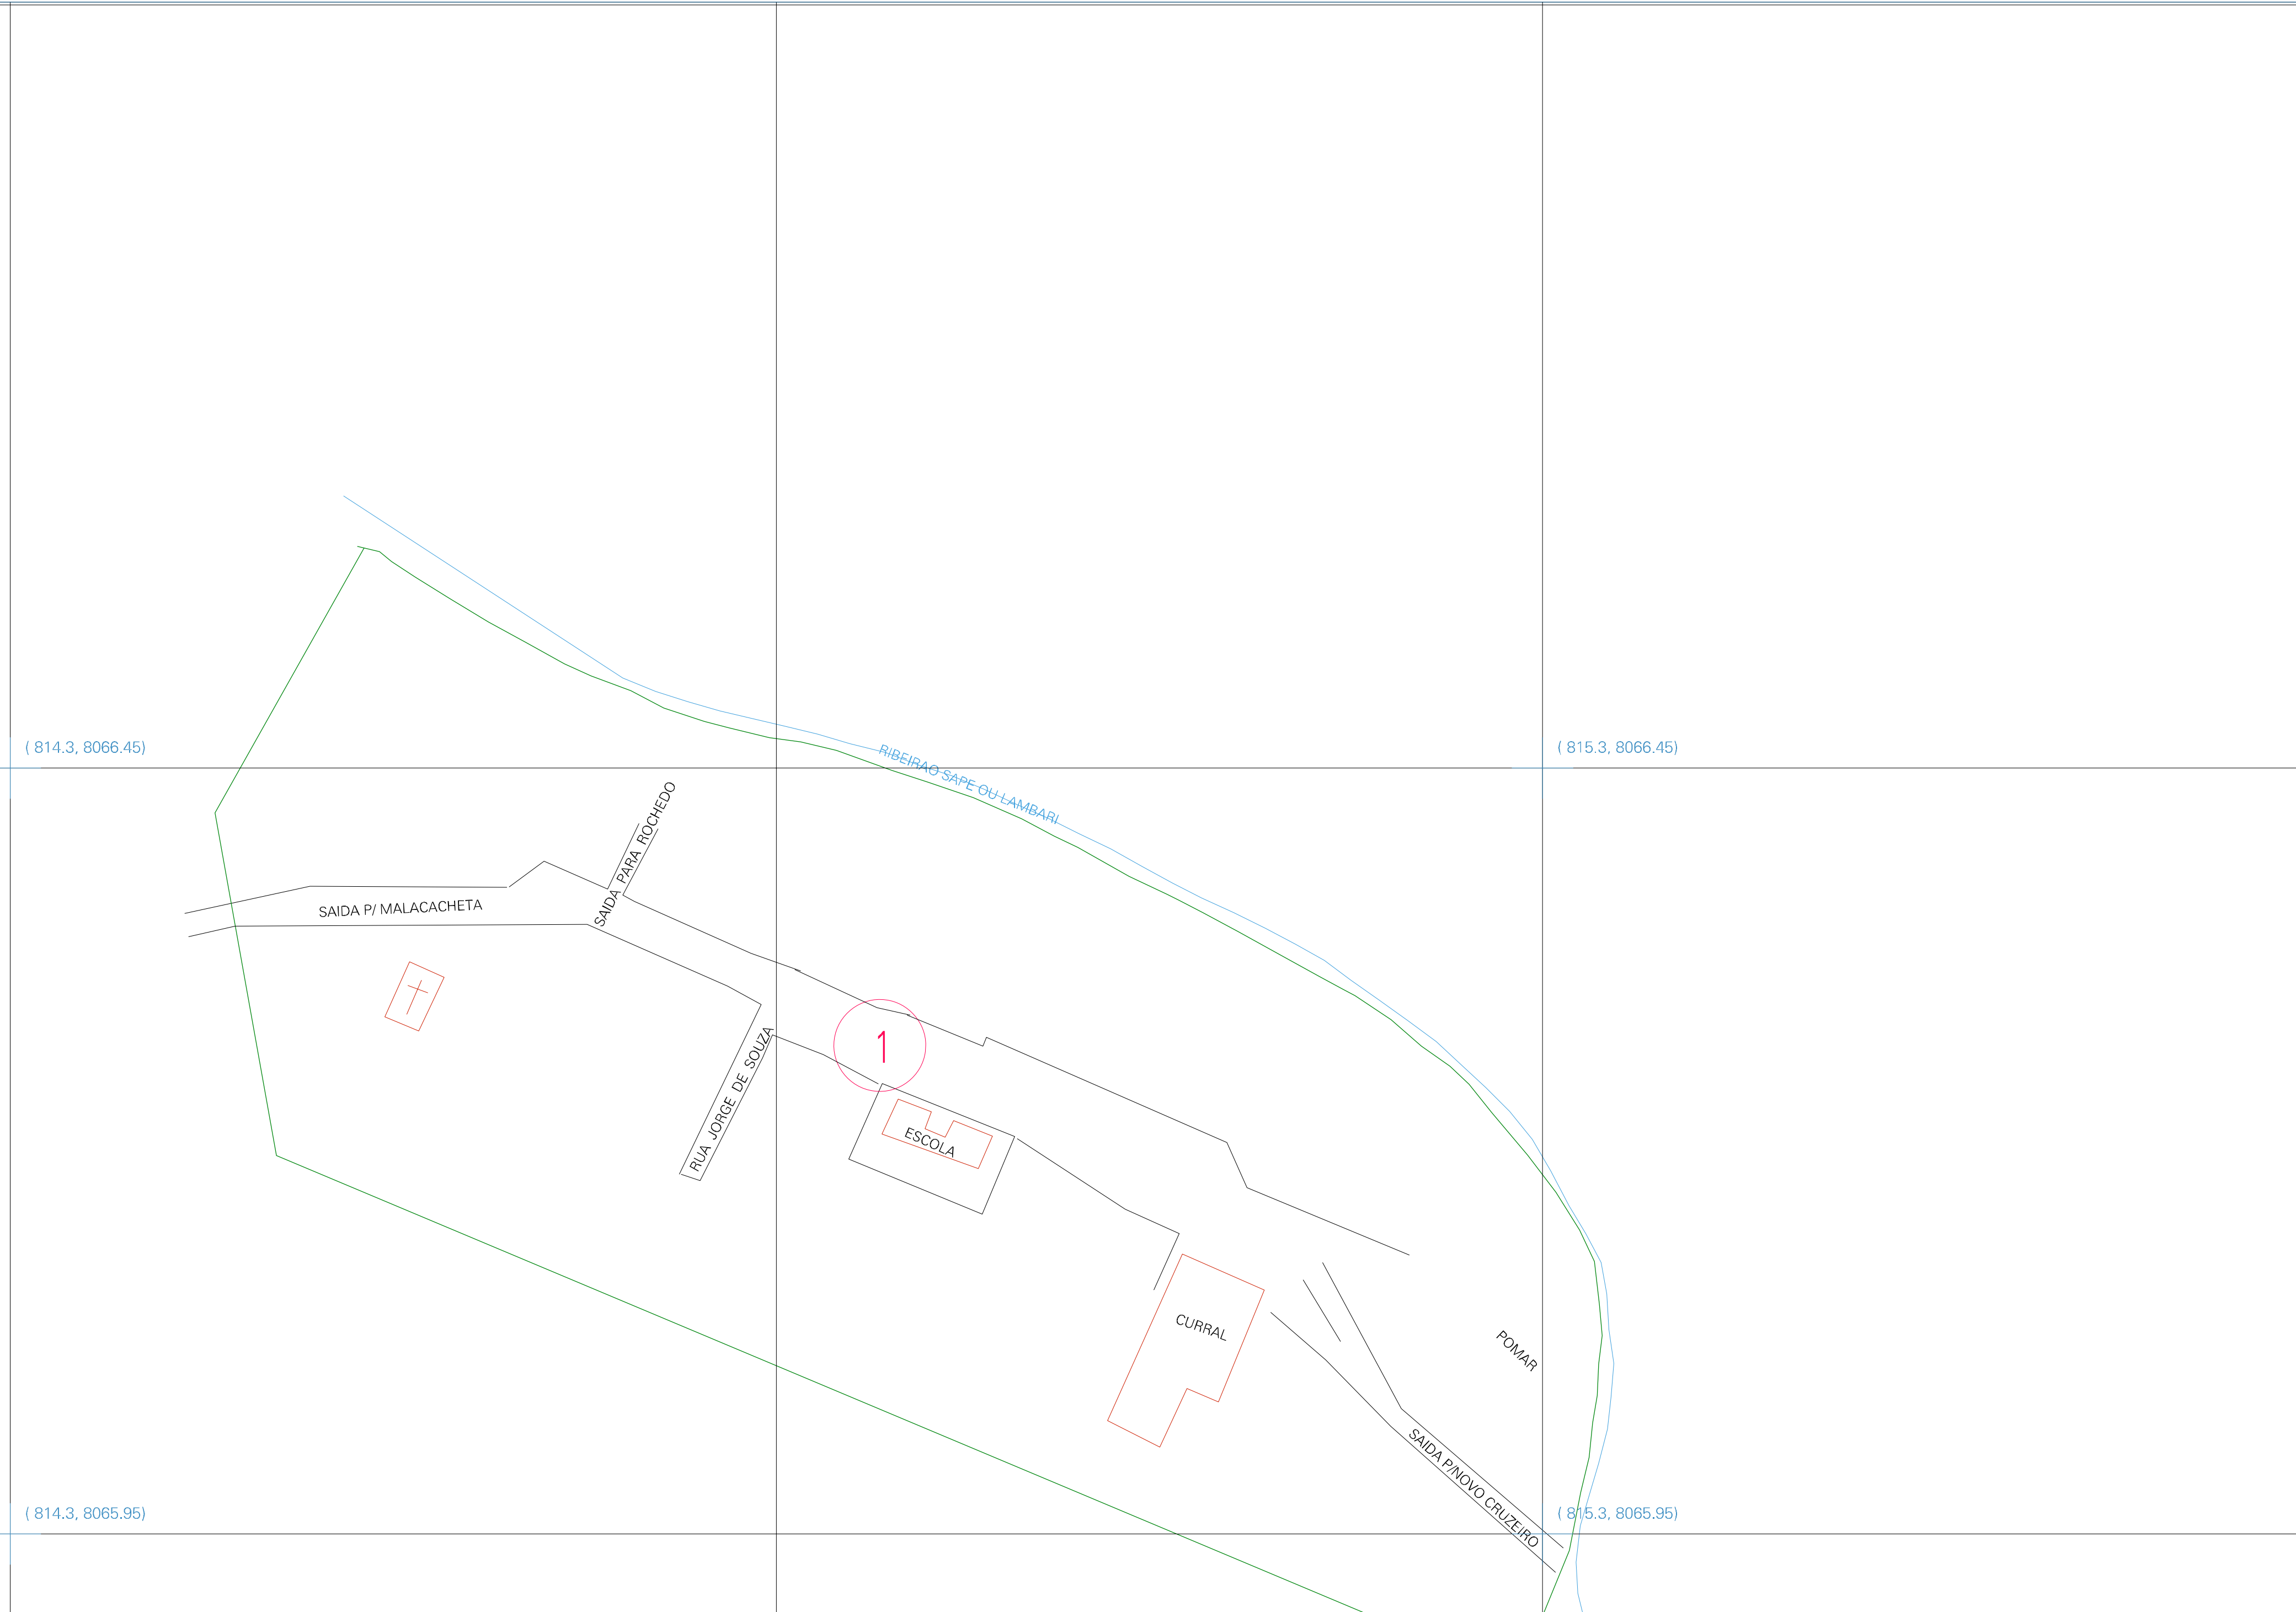 ( 814.3, 8066.45)
( 815.3, 8066.45)
RIBEIRAO SAPE OU LAMBARI
SAIDA PARA ROCHEDO
SAIDA P/ MALACACHETA
RUA JORGE DE SOUZA
1
ESCOLA
CURRAL
POMAR
SAIDA P/NOVO CRUZEIRO
( 814.3, 8065.95)
( 815.3, 8065.95)